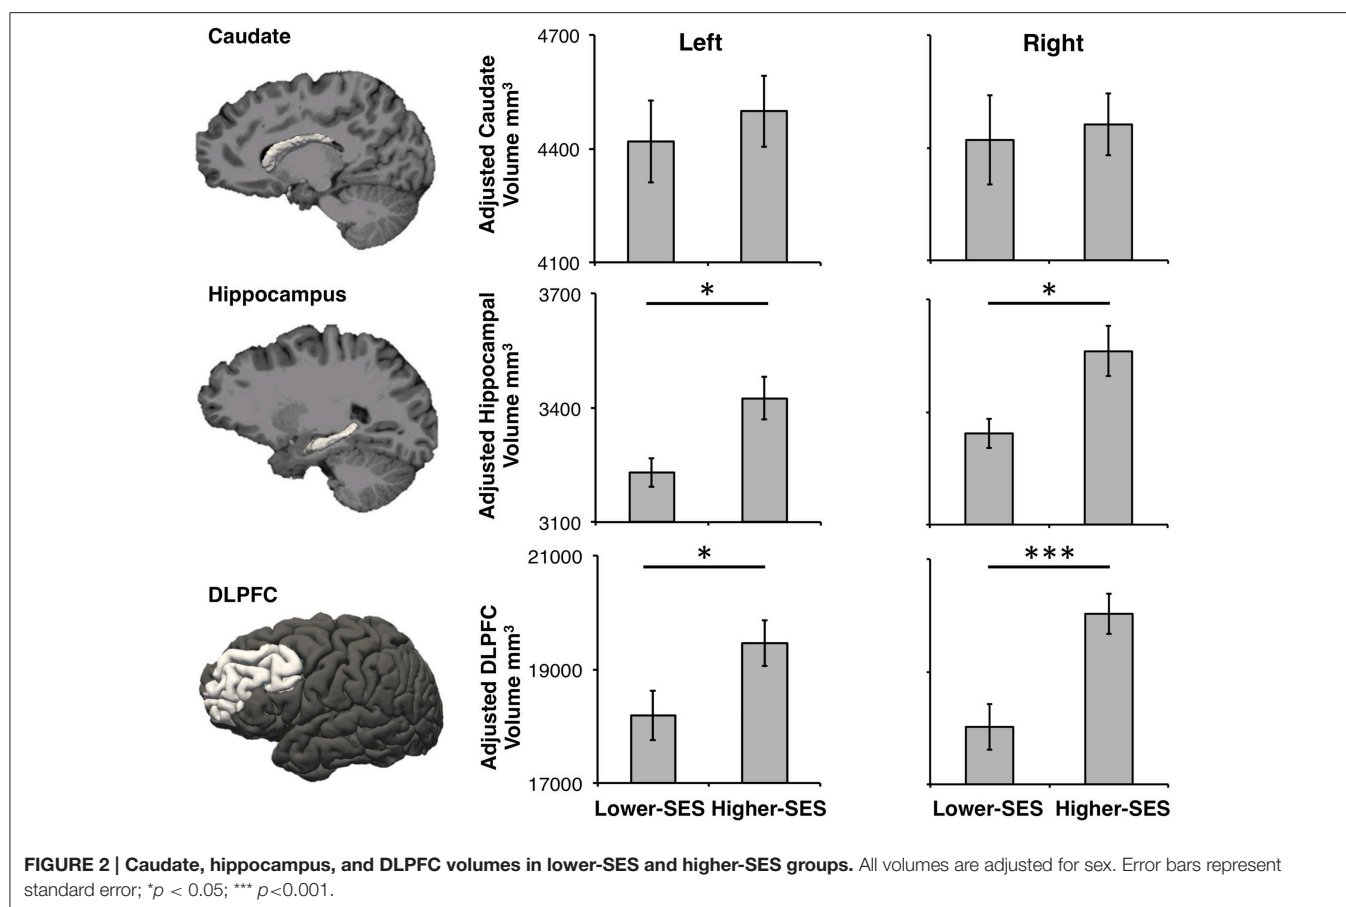 Caudate
Left
Right
Adjusted Caudate
Volume mm³
4700
4400
4100
Hippocampus
Adjusted Hippocampal
Volume mm³
3700
3400
3100
*
*
DLPFC
Adjusted DLPFC
Volume mm³
21000
19000
17000
*
***
Lower-SES Higher-SES
Lower-SES Higher-SES
FIGURE 2 | Caudate, hippocampus, and DLPFC volumes in lower-SES and higher-SES groups. All volumes are adjusted for sex. Error bars represent
standard error; *p < 0.05; *** p<0.001.